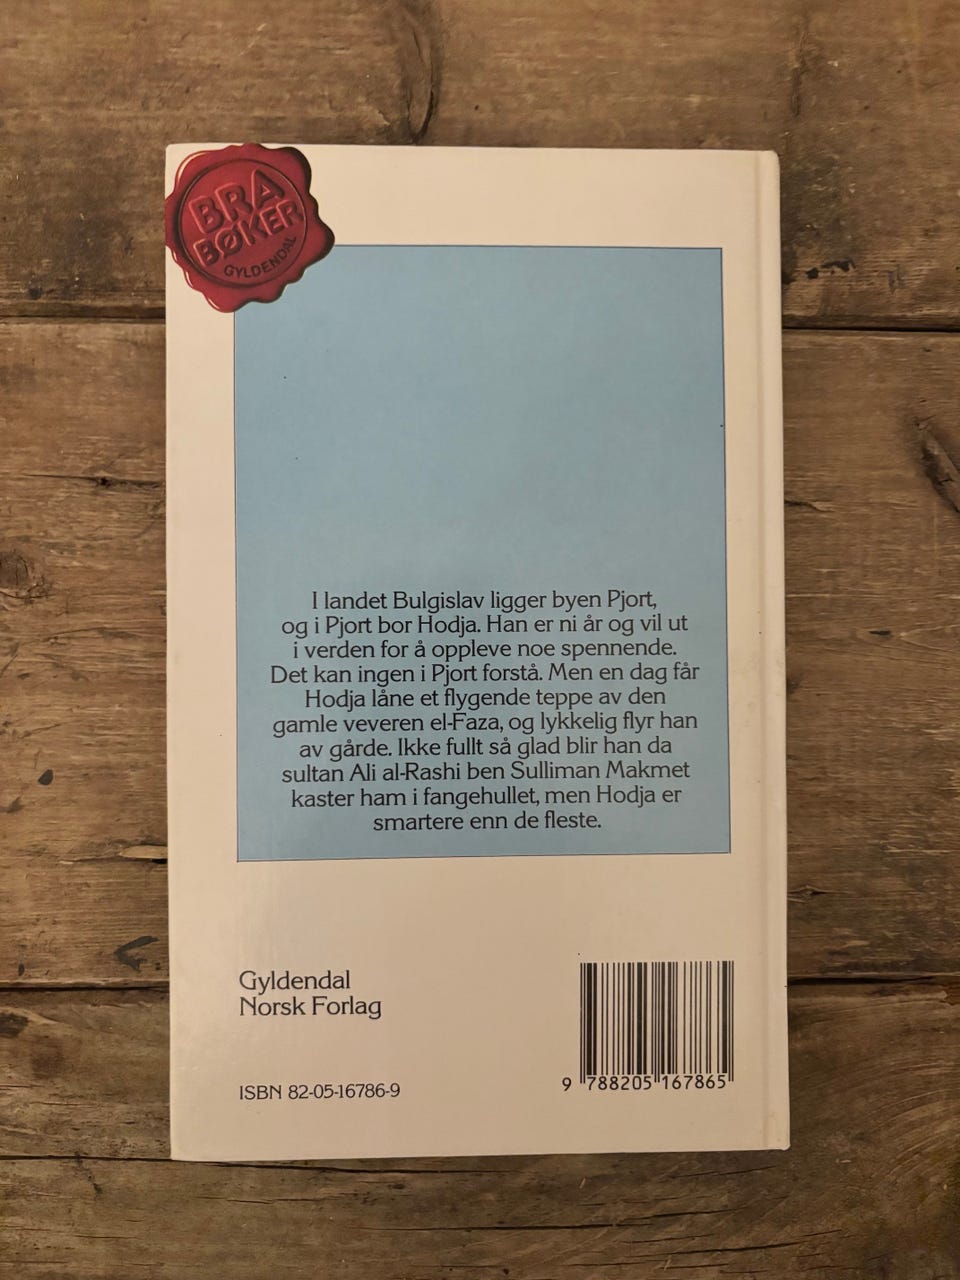 BRA
BØKER
GYLDENDAL
I landet Bulgislav ligger byen Pjort,
og i Pjort bor Hodja. Han er ni år og vil ut
i verden for å oppleve noe spennende.
Det kan ingen i Pjort forstå. Men en dag får
Hodja låne et flygende teppe av den
gamle veveren el-Faza, og lykkelig flyr han
av gårde. Ikke fullt så glad blir han da
sultan Ali al-Rashi ben Sulliman Makmet
kaster ham i fangehullet, men Hodja er
smartere enn de fleste.
Gyldendal
Norsk Forlag
ISBN 82-05-16786-9
9 788205 167865